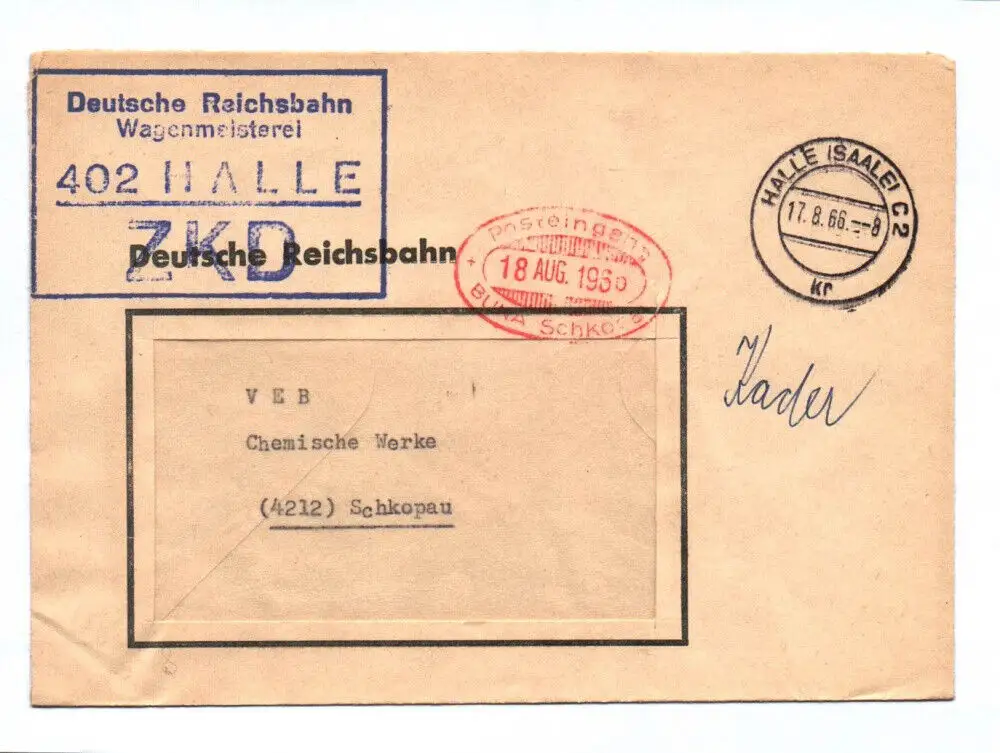 Deutsche Reichsbahn
Wagenmeisterei
402 HALLE
ZKD
Deutsche Reichsbahn
Posteingang
18 AUG. 1966
BUNA Schkopau
HALLE (SAALE) C2
17.8.66.--8
kr
Kader
V E B
Chemische Werke
(4212) Schkopau